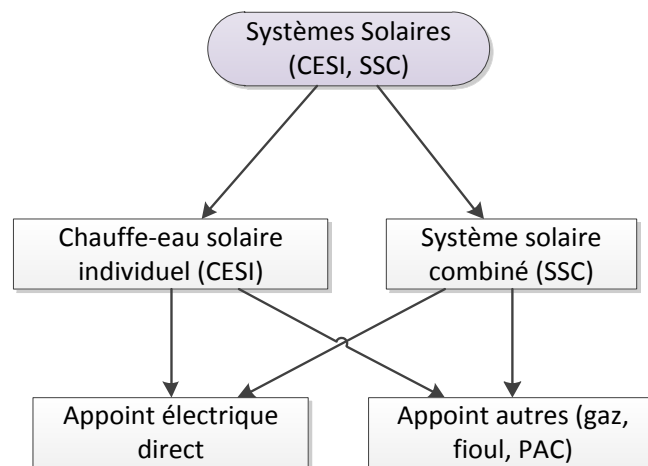 Systèmes Solaires
(CESI, SSC)
Chauffe-eau solaire
individuel (CESI)
Système solaire
combiné (SSC)
Appoint électrique
direct
Appoint autres (gaz,
fioul, PAC)